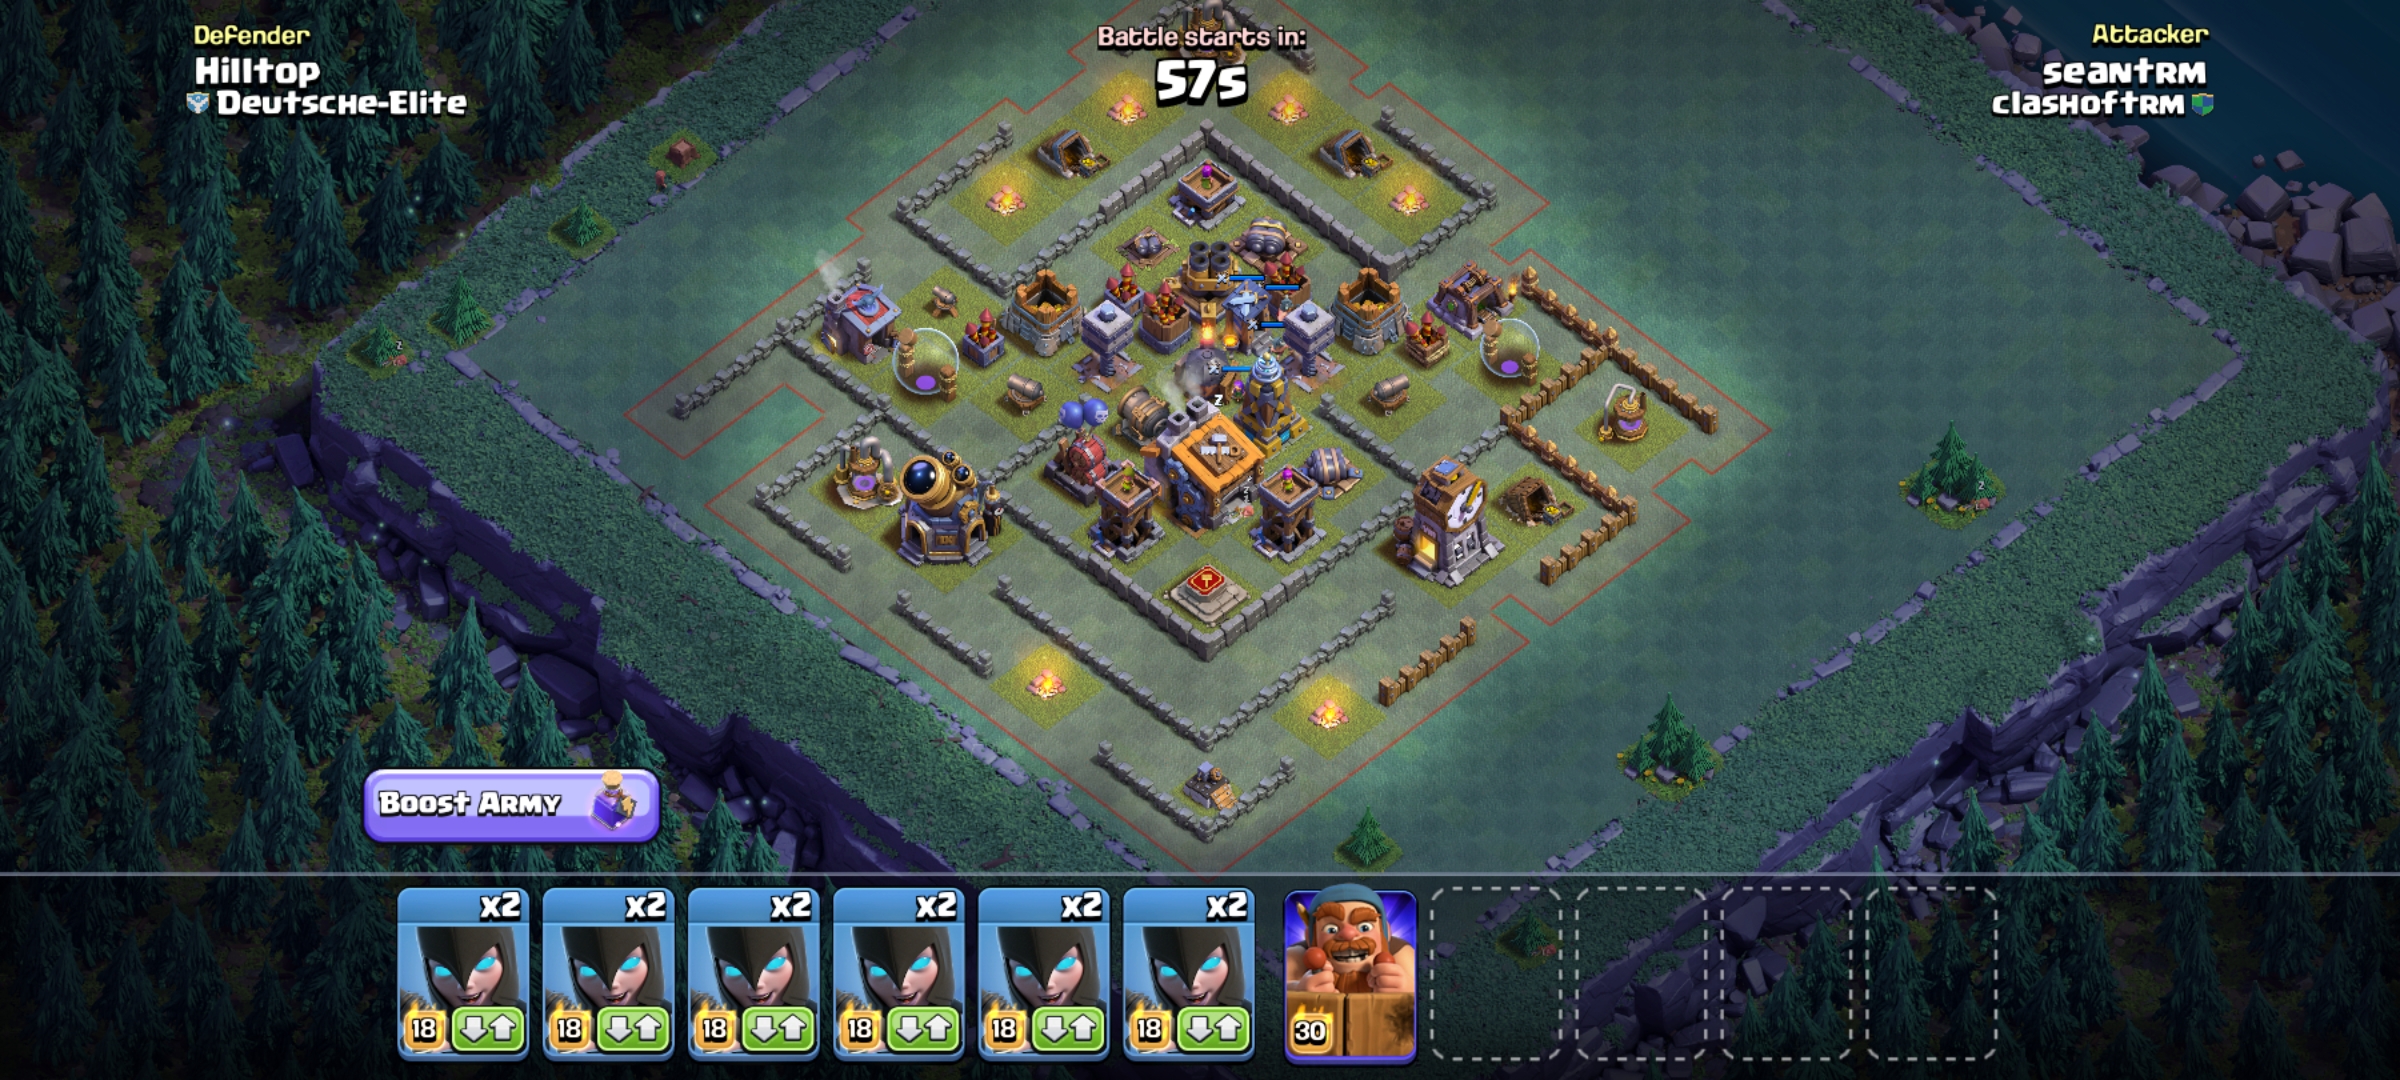 Defender
Hilltop
Deutsche-Elite
Battle starts in:
57s
Attacker
seantRM
clashoftRM
Boost Army
x2
x2
x2
x2
x2
x2
18
18
18
18
18
18
30